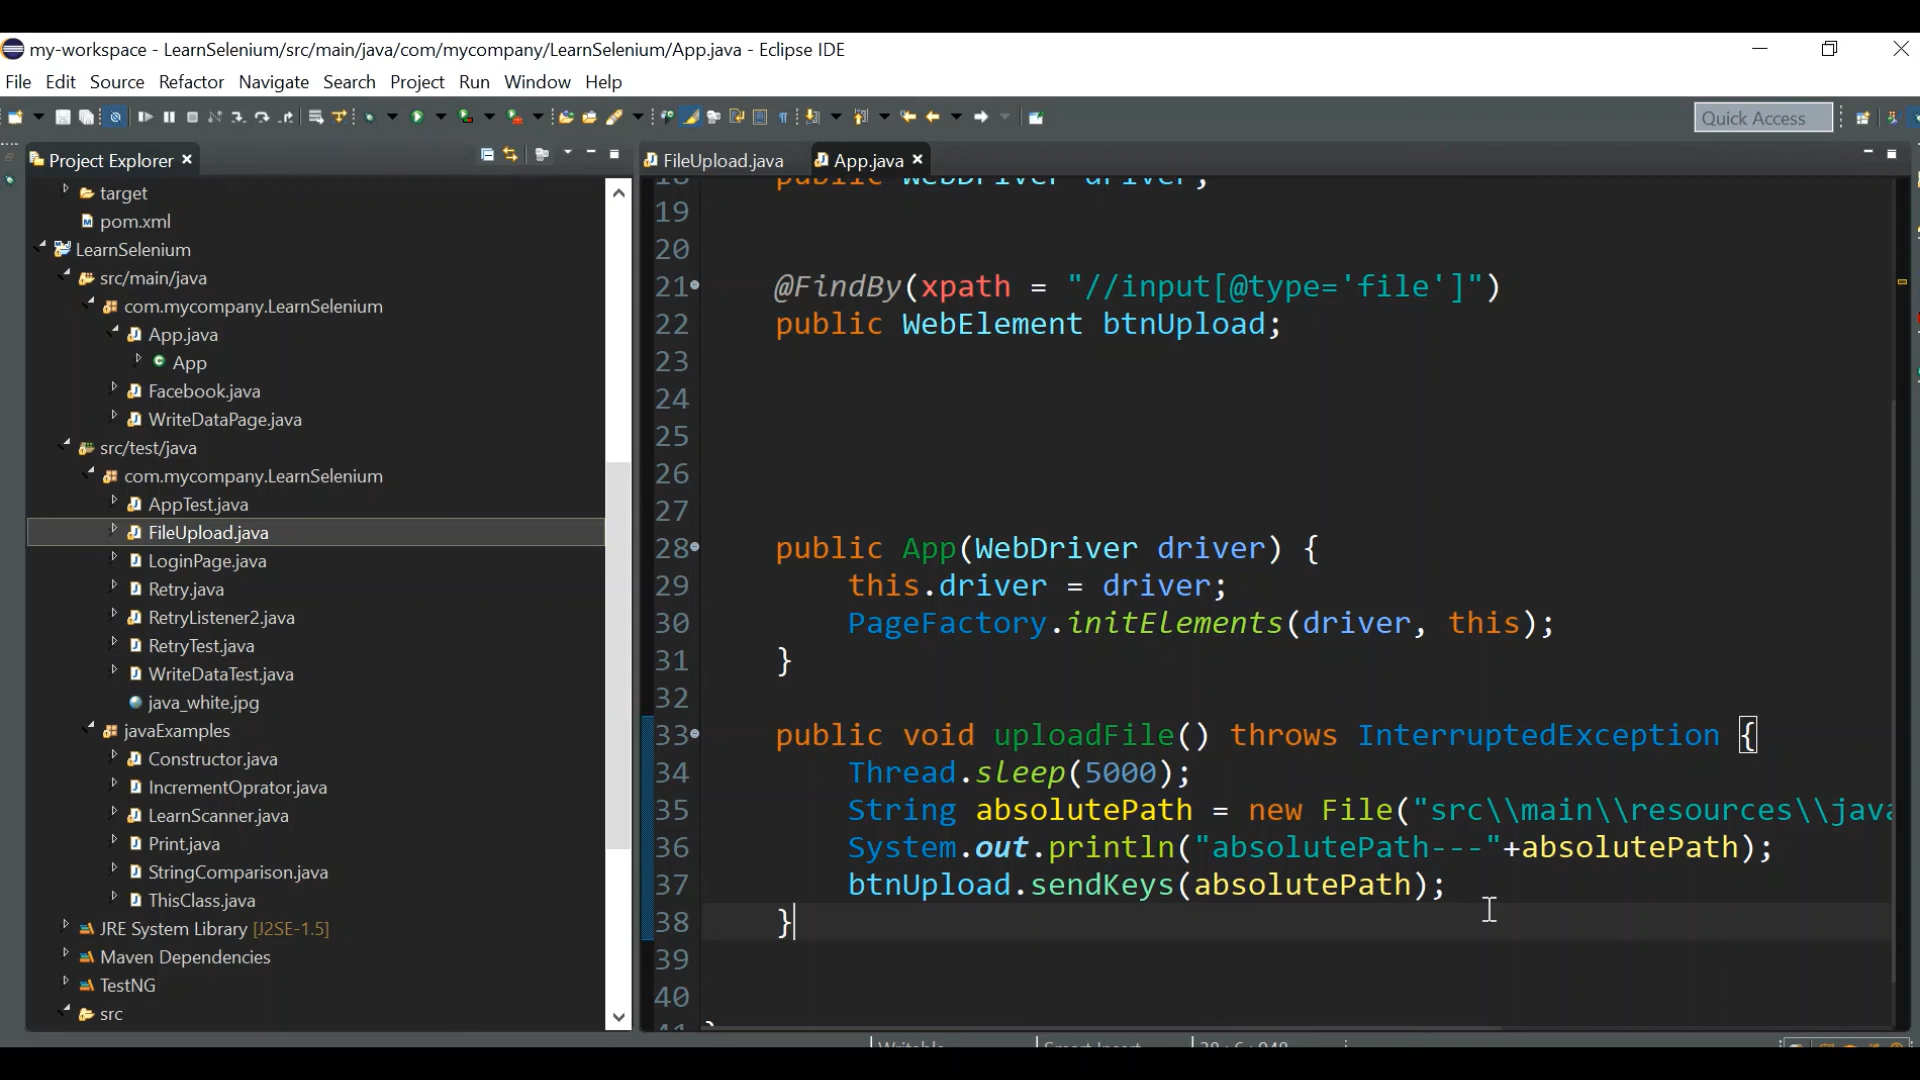 my-workspace - LearnSelenium/src/main/java/com/mycompany/LearnSelenium/App.java - Eclipse IDE
File Edit Source Refactor Navigate Search Project Run Window Help
Quick Access
Project Explorer
FileUpload.java
App.java
target
pom.xml
LearnSelenium
src/main/java
com.mycompany.LearnSelenium
App.java
App
Facebook.java
WriteDataPage.java
src/test/java
com.mycompany.LearnSelenium
AppTest.java
FileUpload.java
LoginPage.java
Retry.java
RetryListener2.java
RetryTest.java
WriteDataTest.java
java_white.jpg
javaExamples
Constructor.java
IncrementOprator.java
LearnScanner.java
Print.java
StringComparison.java
ThisClass.java
JRE System Library [J2SE-1.5]
Maven Dependencies
TestNG
src
18 public WebDriver driver;
19
20
21 @FindBy(xpath = "//input[@type='file']")
22 public WebElement btnUpload;
23
24
25
26
27
28 public App(WebDriver driver) {
29 this.driver = driver;
30 PageFactory.initElements(driver, this);
31 }
32
33 public void uploadFile() throws InterruptedException {
34 Thread.sleep(5000);
35 String absolutePath = new File("src\\main\\resources\\java
36 System.out.println("absolutePath---"+absolutePath);
37 btnUpload.sendKeys(absolutePath);
38 }
39
40
41